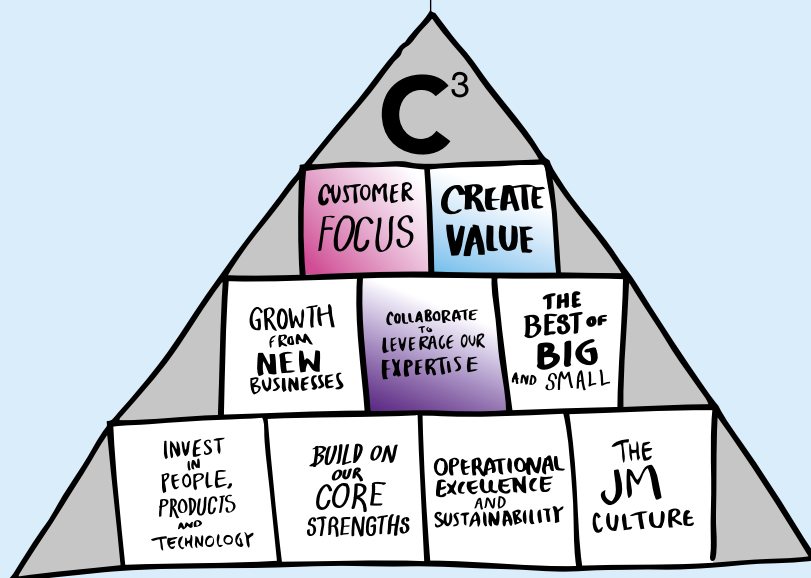 C³
CUSTOMER
FOCUS
CREATE
VALUE
GROWTH
FROM
NEW
BUSINESSES
COLLABORATE
TO
LEVERAGE OUR
EXPERTISE
THE
BEST OF
BIG
AND SMALL
INVEST
IN
PEOPLE,
PRODUCTS
AND
TECHNOLOGY
BUILD ON
OUR
CORE
STRENGTHS
OPERATIONAL
EXCELLENCE
AND
SUSTAINABILITY
THE
JM
CULTURE